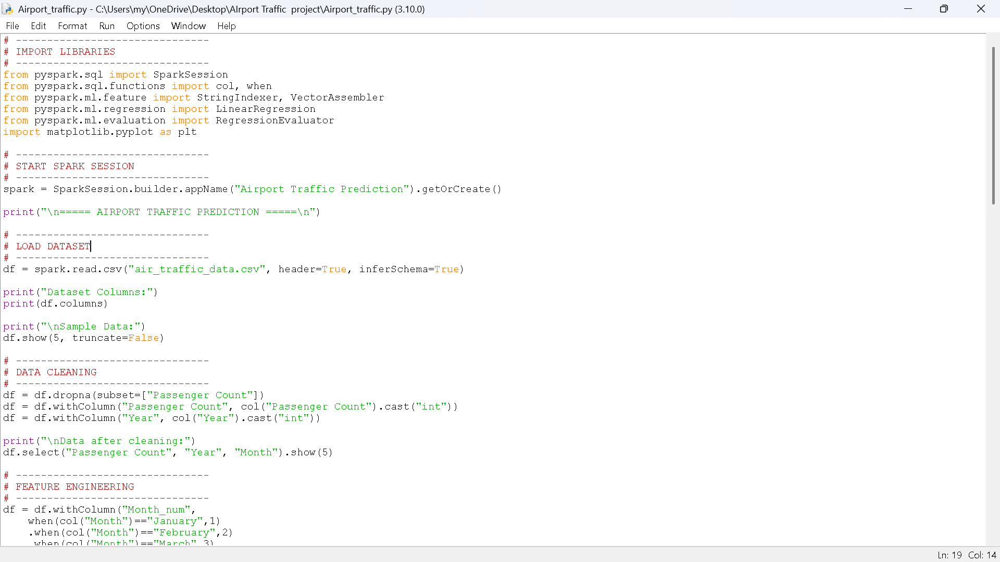 Airport_traffic.py - C:\Users\my\OneDrive\Desktop\AIrport Traffic  project\Airport_traffic.py (3.10.0)
File Edit Format Run Options Window Help
# -------------------------------
# IMPORT LIBRARIES
# -------------------------------
from pyspark.sql import SparkSession
from pyspark.sql.functions import col, when
from pyspark.ml.feature import StringIndexer, VectorAssembler
from pyspark.ml.regression import LinearRegression
from pyspark.ml.evaluation import RegressionEvaluator
import matplotlib.pyplot as plt
# -------------------------------
# START SPARK SESSION
# -------------------------------
spark = SparkSession.builder.appName("Airport Traffic Prediction").getOrCreate()
print("\n===== AIRPORT TRAFFIC PREDICTION =====\n")
# -------------------------------
# LOAD DATASET
# -------------------------------
df = spark.read.csv("air_traffic_data.csv", header=True, inferSchema=True)
print("Dataset Columns:")
print(df.columns)
print("\nSample Data:")
df.show(5, truncate=False)
# -------------------------------
# DATA CLEANING
# -------------------------------
df = df.dropna(subset=["Passenger Count"])
df = df.withColumn("Passenger Count", col("Passenger Count").cast("int"))
df = df.withColumn("Year", col("Year").cast("int"))
print("\nData after cleaning:")
df.select("Passenger Count", "Year", "Month").show(5)
# -------------------------------
# FEATURE ENGINEERING
# -------------------------------
df = df.withColumn("Month_num",
    when(col("Month")=="January",1)
    .when(col("Month")=="February",2)
    .when(col("Month")=="March",3)
Ln: 19 Col: 14